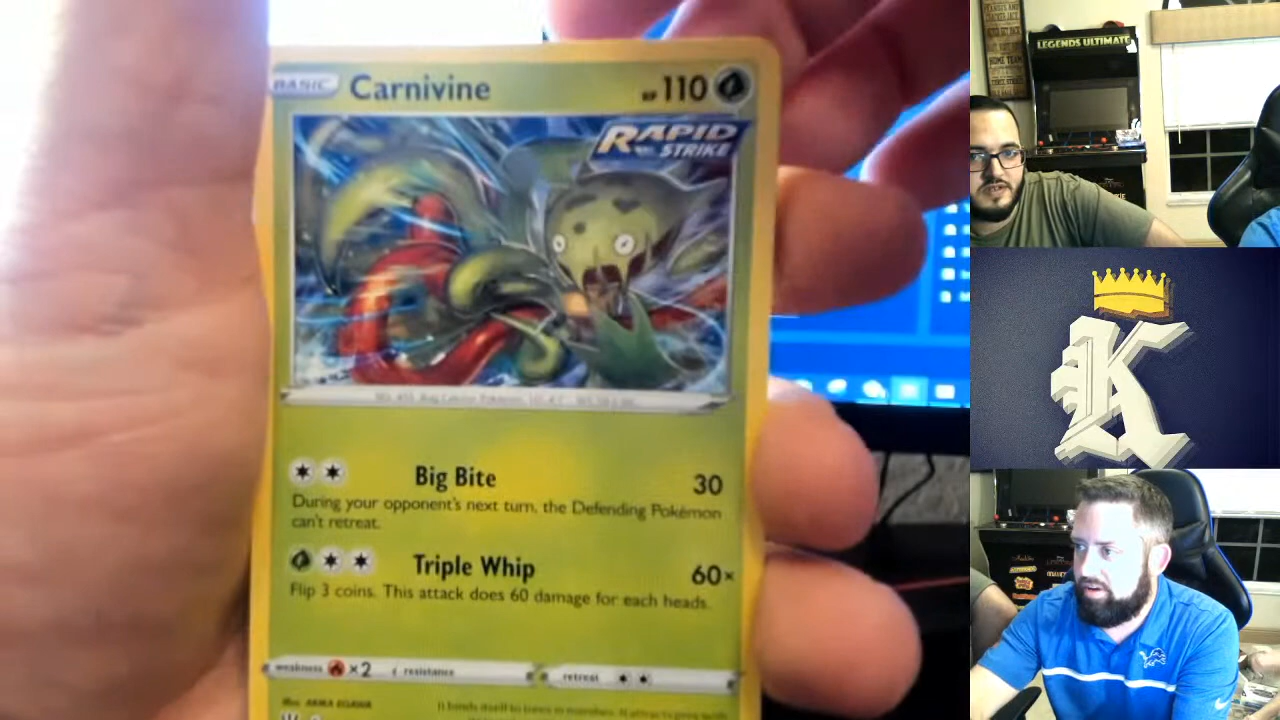 BASIC Carnivine HP 110
RAPID
STRIKE
Big Bite 30
During your opponent's next turn, the Defending Pokémon
can't retreat.
Triple Whip 60×
Flip 3 coins. This attack does 60 damage for each heads.
weakness ×2 resistance retreat
LEGENDS ULTIMATE
HOME TEAM
K